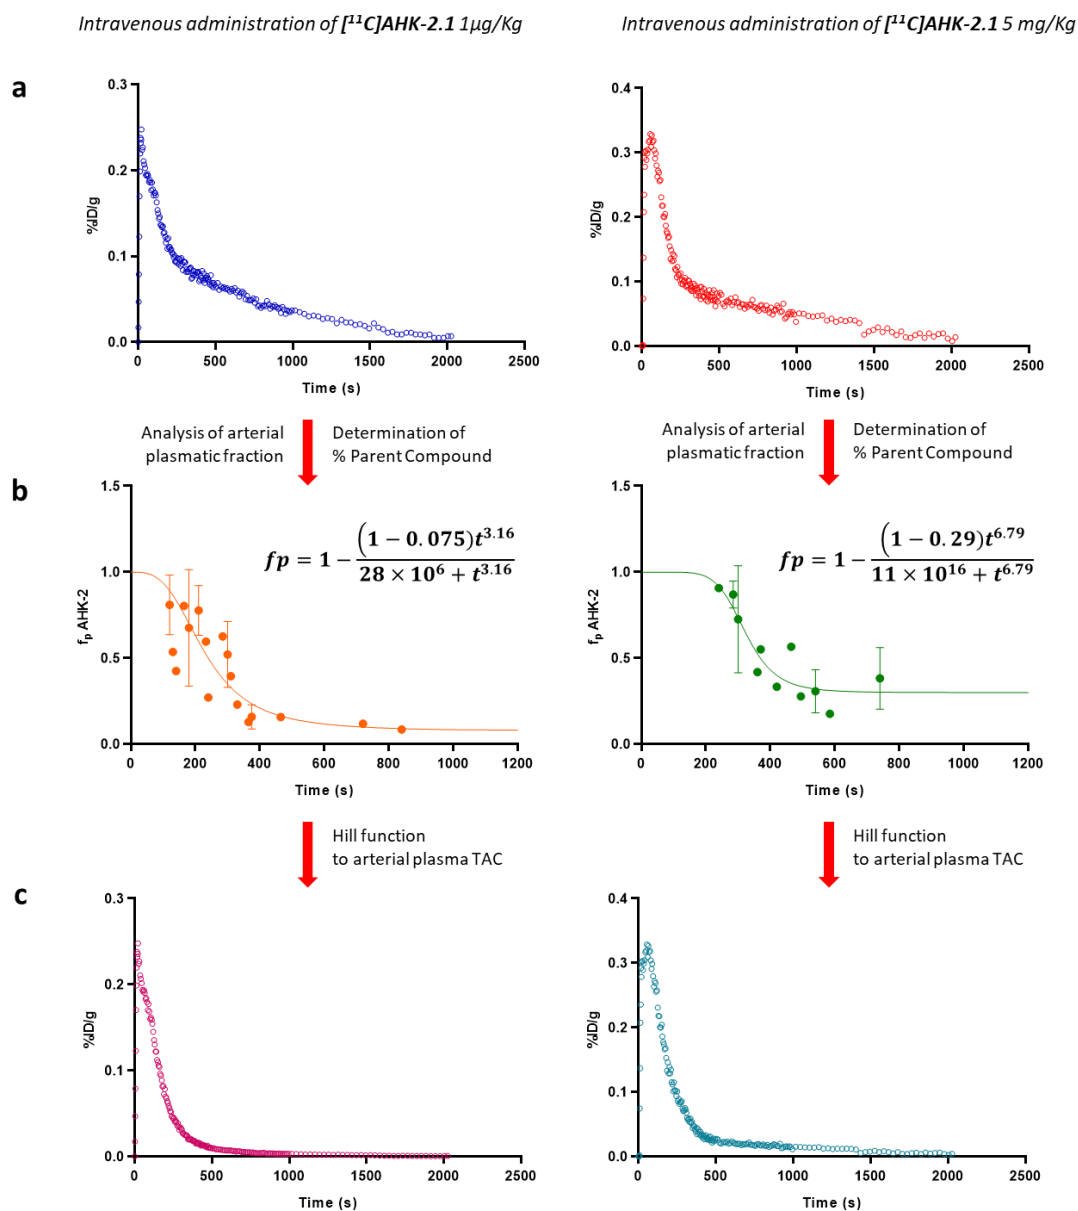 Intravenous administration of [¹¹C]AHK-2.1 1µg/Kg
Intravenous administration of [¹¹C]AHK-2.1 5 mg/Kg
a
0.3
0.2
0.1
0.0
%ID/g
0 500 1000 1500 2000 2500
Time (s)
0.4
0.3
0.2
0.1
0.0
%ID/g
0 500 1000 1500 2000 2500
Time (s)
Analysis of arterial
plasmatic fraction
Determination of
% Parent Compound
Analysis of arterial
plasmatic fraction
Determination of
% Parent Compound
b
1.5
1.0
0.5
0.0
fₚ AHK-2
fp = 1 − (1 − 0.075)t^3.16 / 28 × 10^6 + t^3.16
0 200 400 600 800 1000 1200
Time (s)
1.5
1.0
0.5
0.0
fp = 1 − (1 − 0.29)t^6.79 / 11 × 10^16 + t^6.79
0 200 400 600 800 1000 1200
Time (s)
Hill function
to arterial plasma TAC
Hill function
to arterial plasma TAC
c
0.3
0.2
0.1
0.0
%ID/g
0 500 1000 1500 2000 2500
Time (s)
0.4
0.3
0.2
0.1
0.0
%ID/g
0 500 1000 1500 2000 2500
Time (s)